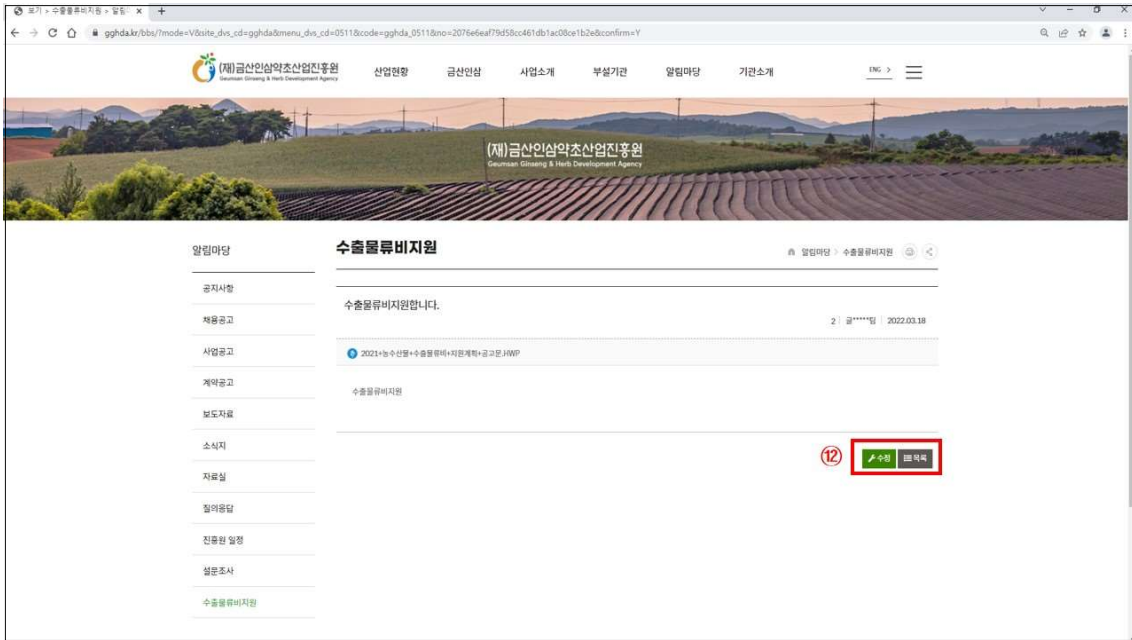 보기 > 수출물류비지원 > 알림
gghda.kr/bbs/?mode=V&site_dvs_cd=gghda&menu_dvs_cd=0511&code=gghda_0511&no=2076e6eaf79d58cc461db1ac08ce1b2e&confirm=Y
(재)금산인삼약초산업진흥원
Geumsan Ginseng & Herb Development Agency
산업현황 금산인삼 사업소개 부설기관 알림마당 기관소개 ENG >
(재)금산인삼약초산업진흥원
Geumsan Ginseng & Herb Development Agency
알림마당
수출물류비지원
알림마당 > 수출물류비지원
공지사항
채용공고
사업공고
계약공고
보도자료
소식지
자료실
질의응답
진흥원 일정
설문조사
수출물류비지원
수출물류비지원합니다.
2 글*****팀 2022.03.18
2021+농수산물+수출물류비+지원계획+공고문.HWP
수출물류비지원
⑫
수정 목록